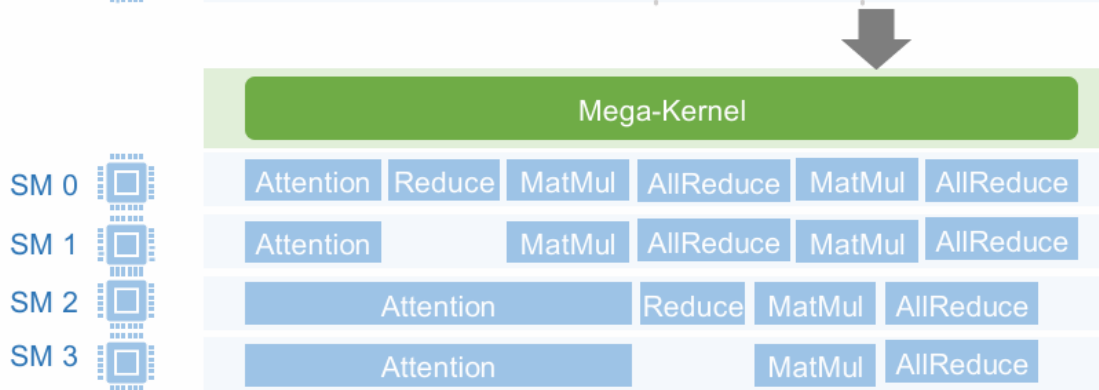 Mega-Kernel
SM 0 Attention Reduce MatMul AllReduce MatMul AllReduce
SM 1 Attention MatMul AllReduce MatMul AllReduce
SM 2 Attention Reduce MatMul AllReduce
SM 3 Attention MatMul AllReduce